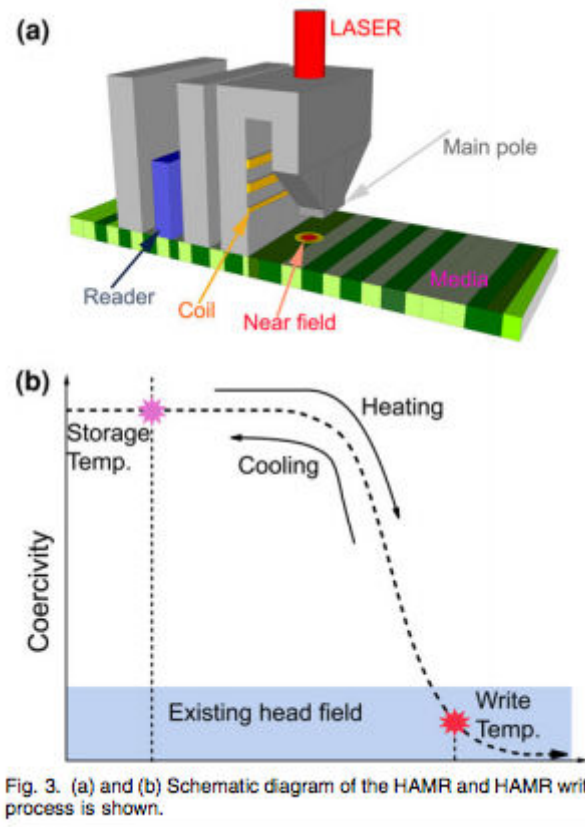 (a)
LASER
Main pole
Media
Reader
Coil
Near field
(b)
Heating
Storage
Temp.
Cooling
Coercivity
Existing head field
Write
Temp.
Fig. 3. (a) and (b) Schematic diagram of the HAMR and HAMR writ
process is shown.